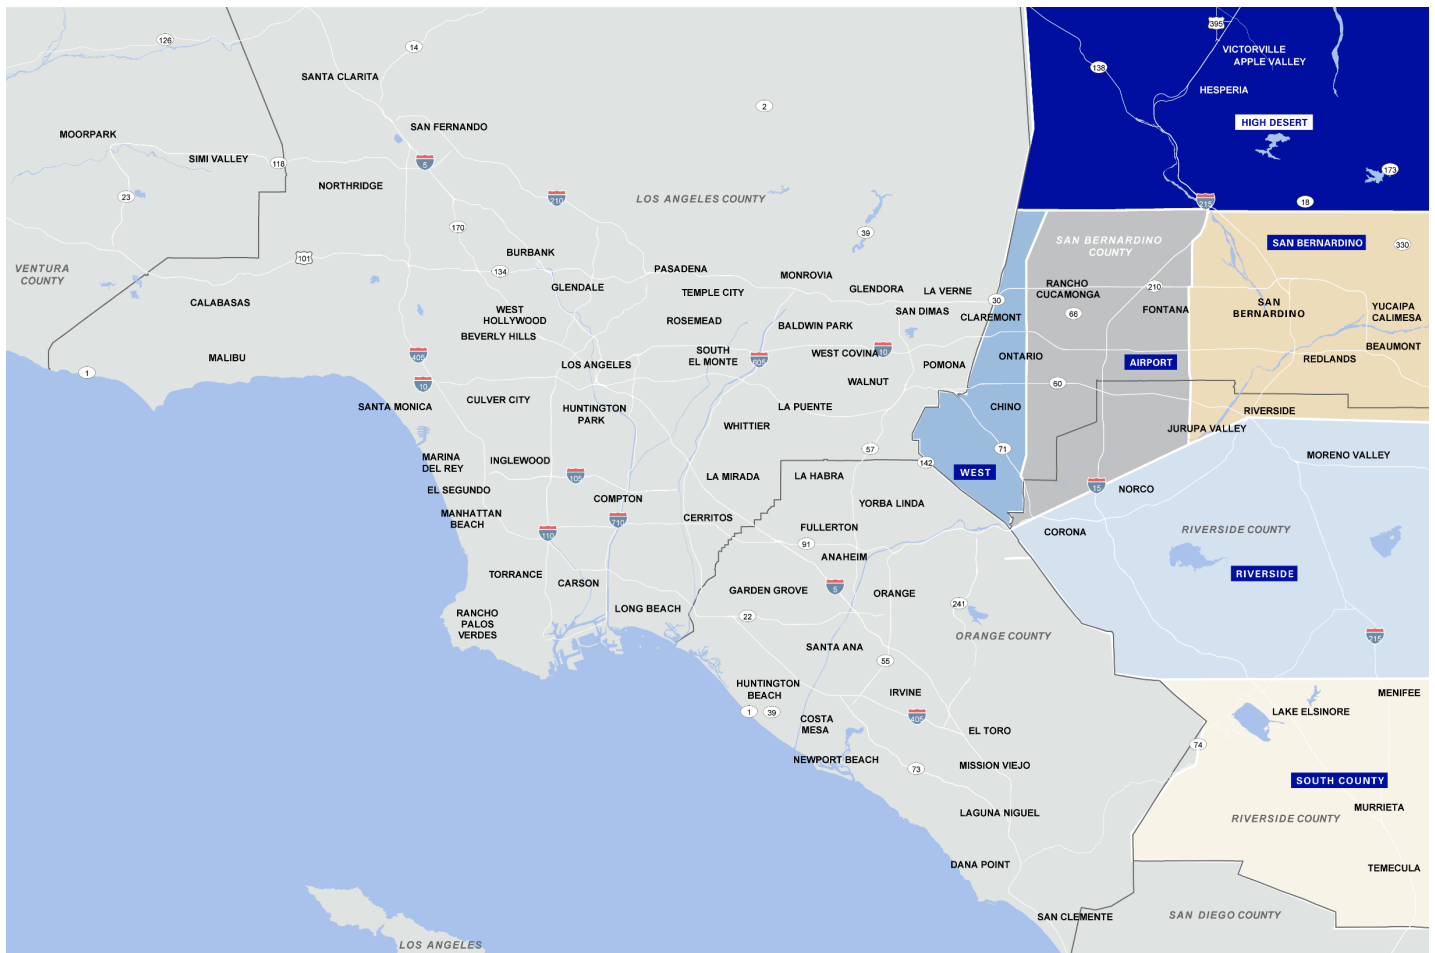 126
14
395
VICTORVILLE
APPLE VALLEY
138
SANTA CLARITA
HESPERIA
2
HIGH DESERT
SAN FERNANDO
MOORPARK
SIMI VALLEY
118
5
173
NORTHRIDGE
23
210
LOS ANGELES COUNTY
215
18
170
39
SAN BERNARDINO
COUNTY
SAN BERNARDINO
330
BURBANK
101
VENTURA
COUNTY
134
PASADENA
MONROVIA
GLENDALE
TEMPLE CITY
GLENDORA
LA VERNE
RANCHO
CUCAMONGA
210
CALABASAS
30
SAN
BERNARDINO
YUCAIPA
CALIMESA
WEST
HOLLYWOOD
ROSEMEAD
SAN DIMAS
CLAREMONT
66
FONTANA
BALDWIN PARK
BEVERLY HILLS
BEAUMONT
MALIBU
405
LOS ANGELES
SOUTH
EL MONTE
605
WEST COVINA
10
POMONA
ONTARIO
AIRPORT
REDLANDS
1
10
WALNUT
60
SANTA MONICA
CULVER CITY
HUNTINGTON
PARK
LA PUENTE
CHINO
RIVERSIDE
WHITTIER
JURUPA VALLEY
57
71
MARINA
DEL REY
INGLEWOOD
142
WEST
MORENO VALLEY
105
LA MIRADA
LA HABRA
15
NORCO
EL SEGUNDO
COMPTON
YORBA LINDA
MANHATTAN
BEACH
710
CERRITOS
FULLERTON
110
CORONA
RIVERSIDE COUNTY
91
ANAHEIM
TORRANCE
CARSON
RIVERSIDE
GARDEN GROVE
5
ORANGE
241
LONG BEACH
22
RANCHO
PALOS
VERDES
ORANGE COUNTY
215
SANTA ANA
55
HUNTINGTON
BEACH
IRVINE
MENIFEE
1
39
405
LAKE ELSINORE
COSTA
MESA
EL TORO
74
NEWPORT BEACH
73
MISSION VIEJO
SOUTH COUNTY
LAGUNA NIGUEL
RIVERSIDE COUNTY
MURRIETA
DANA POINT
TEMECULA
SAN CLEMENTE
SAN DIEGO COUNTY
LOS ANGELES